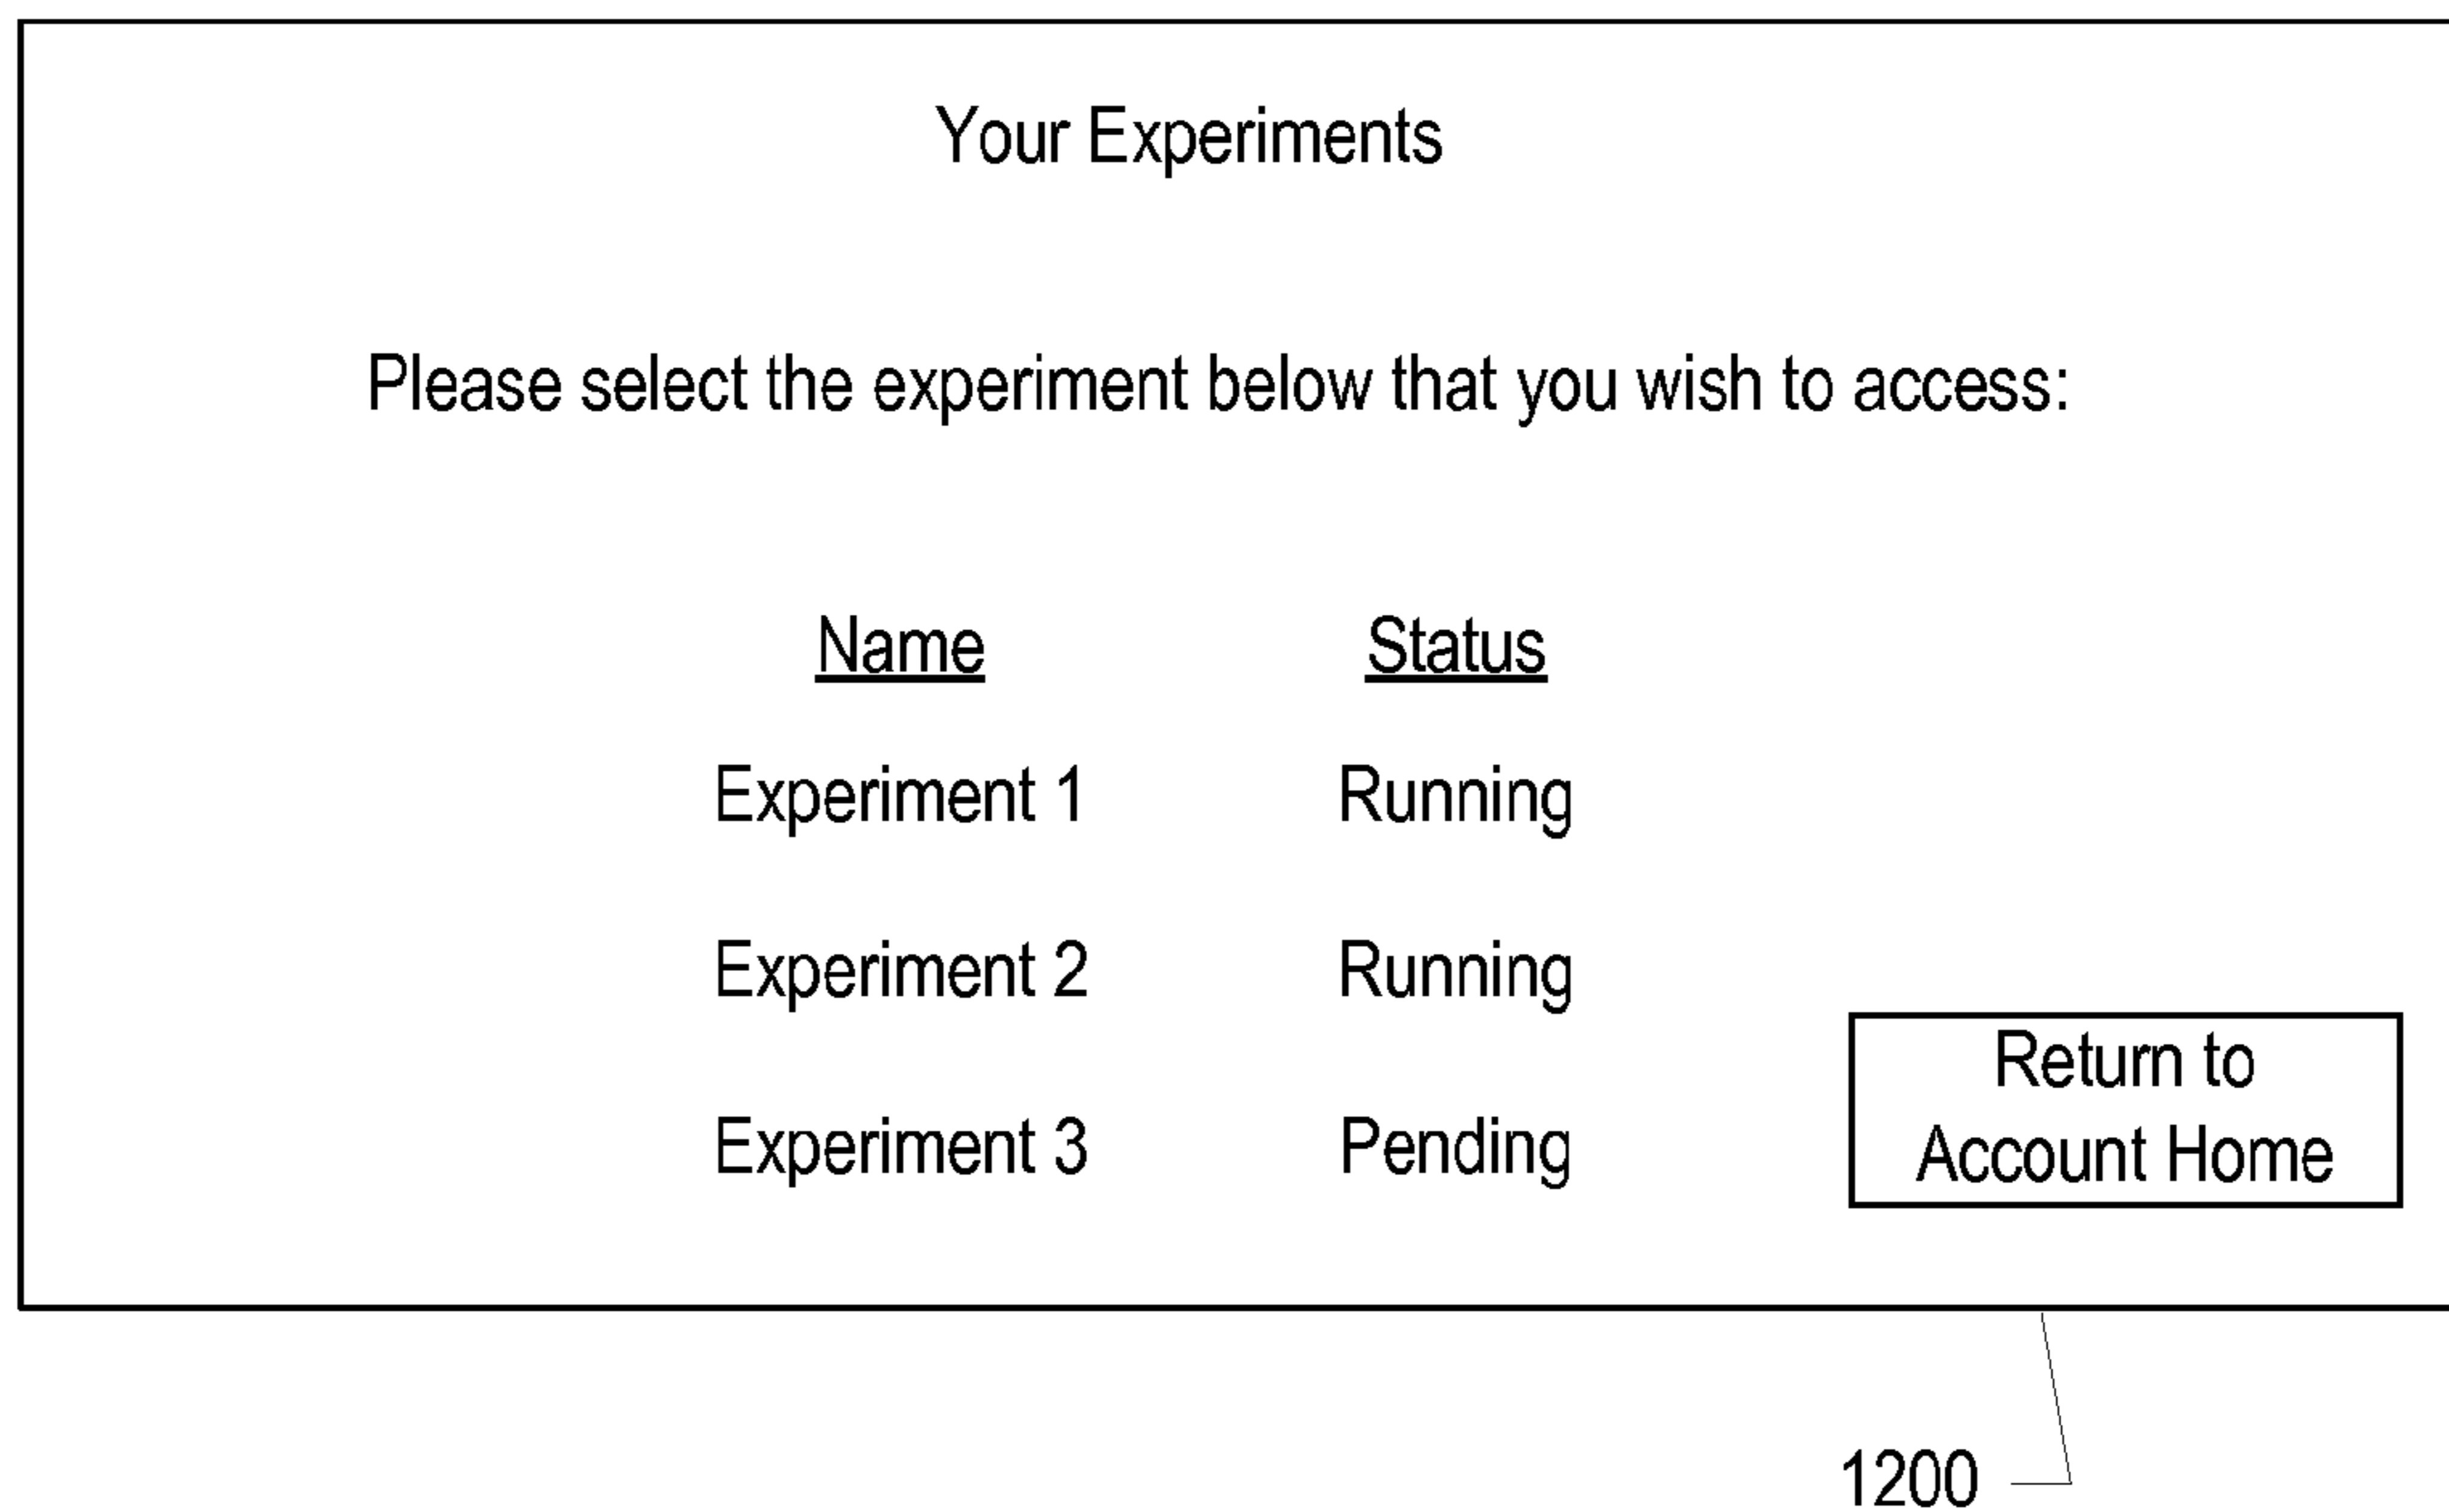 Your Experiments
Please select the experiment below that you wish to access:
Name Status
Experiment 1 Running
Experiment 2 Running
Experiment 3 Pending
Return to
Account Home
1200